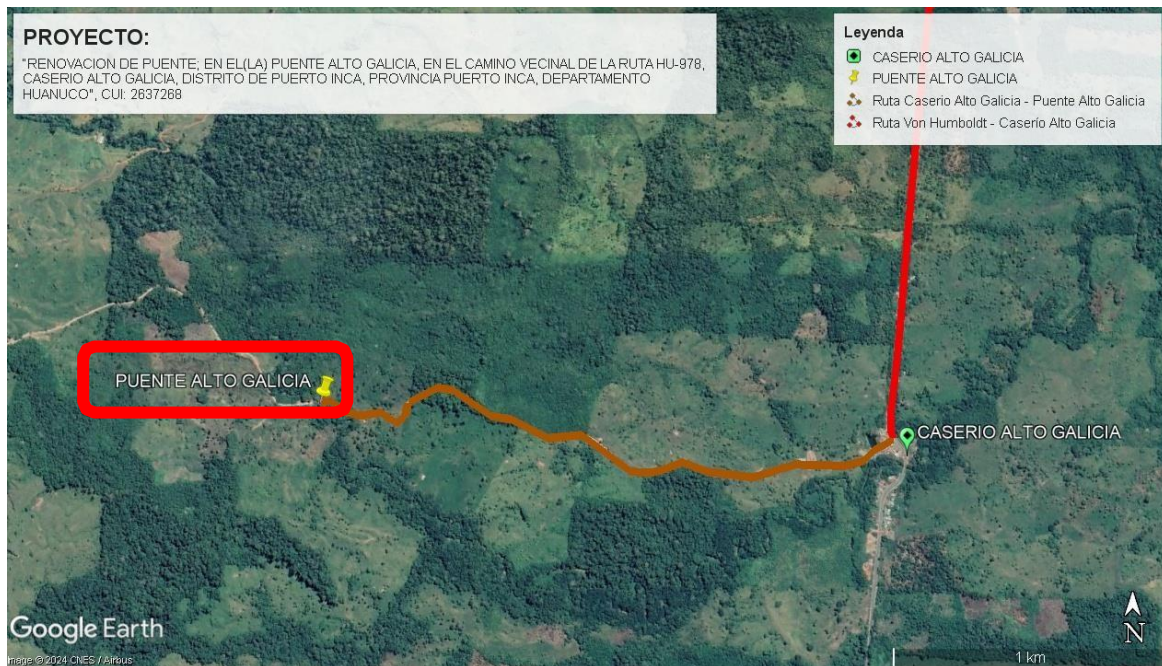 PROYECTO:
"RENOVACION DE PUENTE; EN EL(LA) PUENTE ALTO GALICIA, EN EL CAMINO VECINAL DE LA RUTA HU-978,
CASERIO ALTO GALICIA, DISTRITO DE PUERTO INCA, PROVINCIA PUERTO INCA, DEPARTAMENTO
HUANUCO", CUI: 2637268
Leyenda
CASERIO ALTO GALICIA
PUENTE ALTO GALICIA
Ruta Caserio Alto Galicia - Puente Alto Galicia
Ruta Von Humboldt - Caserío Alto Galicia
PUENTE ALTO GALICIA
CASERIO ALTO GALICIA
Google Earth
Image © 2024 CNES / Airbus
N
1 km